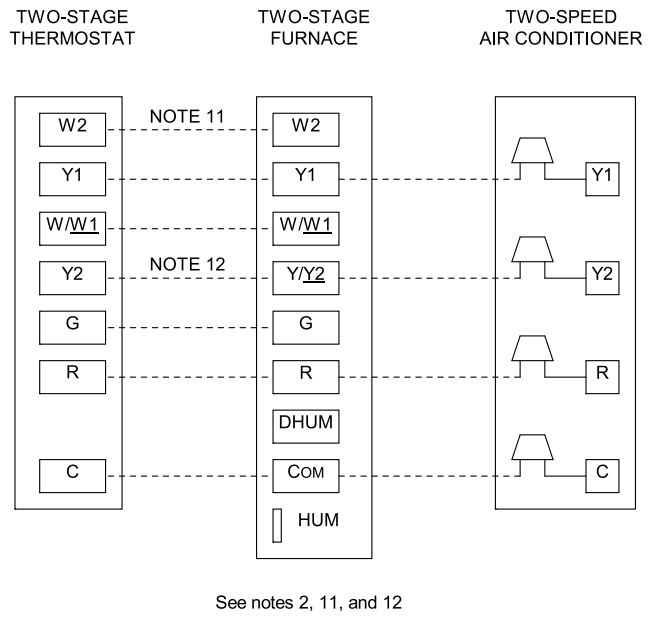 TWO-STAGE THERMOSTAT
TWO-STAGE FURNACE
TWO-SPEED AIR CONDITIONER
W2 NOTE 11 W2
Y1 Y1 Y1
W/W1 W/W1
Y2 NOTE 12 Y/Y2 Y2
G G
R R R
DHUM
C COM C
HUM
See notes 2, 11, and 12